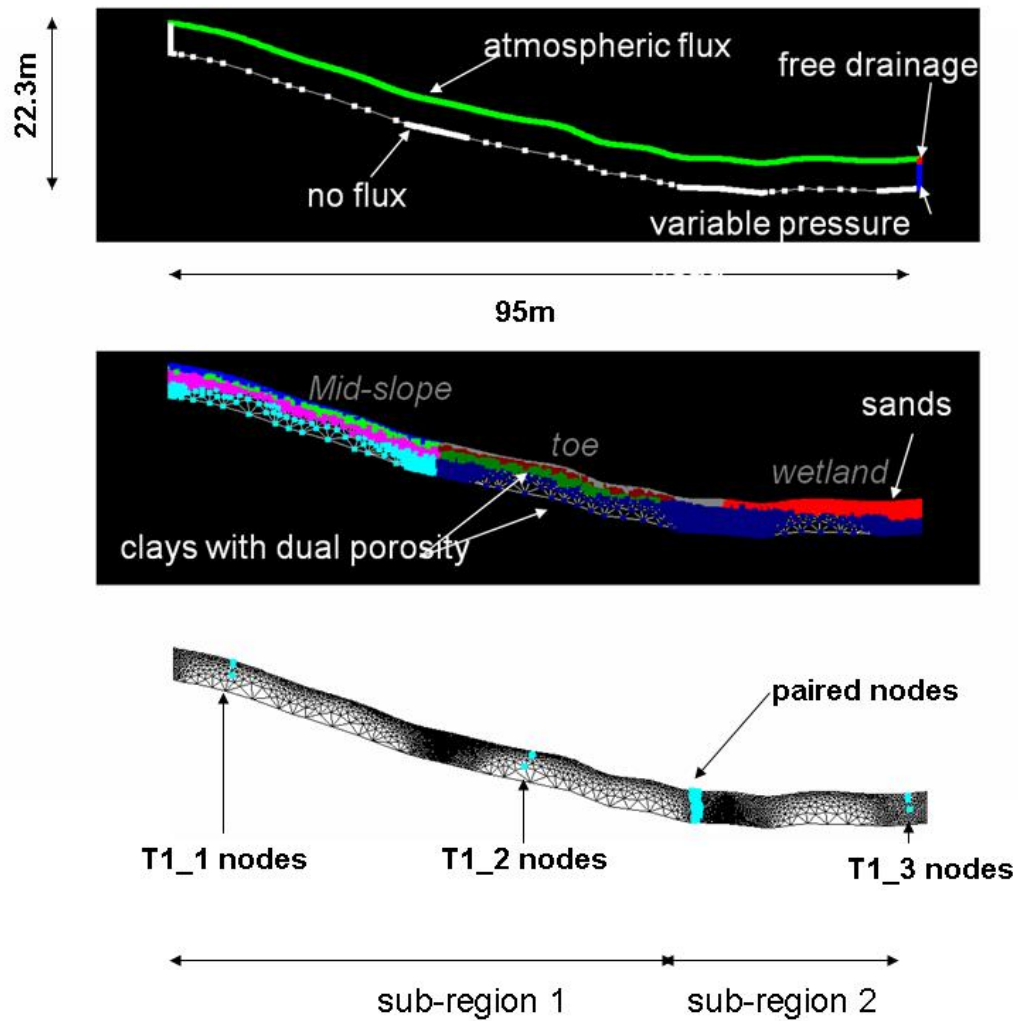 atmospheric flux
free drainage
22.3m
no flux
variable pressure
95m
Mid-slope
sands
toe
wetland
clays with dual porosity
paired nodes
T1_1 nodes
T1_2 nodes
T1_3 nodes
sub-region 1
sub-region 2